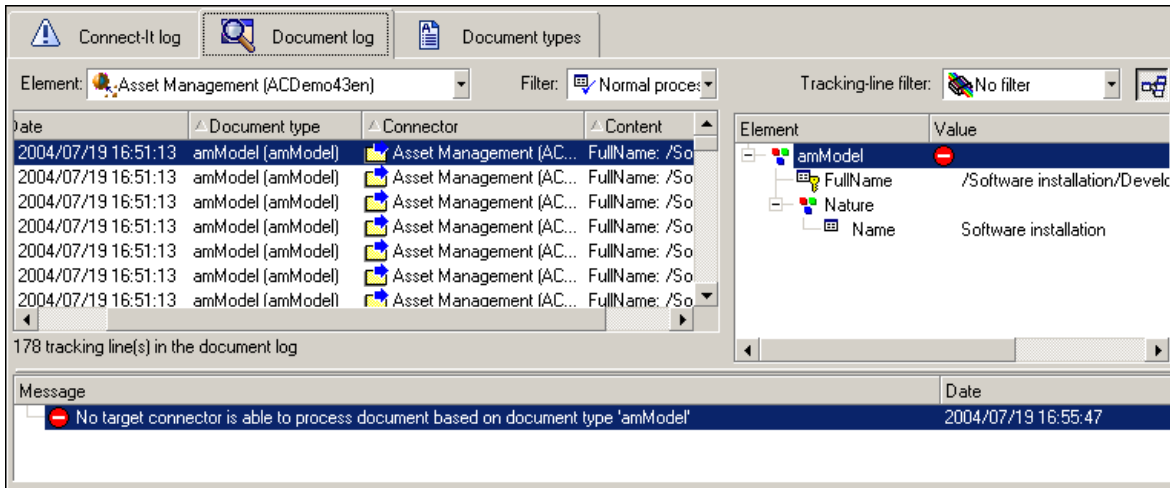 Connect-It log Document log Document types
Element: Asset Management (ACDemo43en) Filter: Normal proces Tracking-line filter: No filter
Date Document type Connector Content
2004/07/19 16:51:13 amModel (amModel) Asset Management (AC... FullName: /So
2004/07/19 16:51:13 amModel (amModel) Asset Management (AC... FullName: /So
2004/07/19 16:51:13 amModel (amModel) Asset Management (AC... FullName: /So
2004/07/19 16:51:13 amModel (amModel) Asset Management (AC... FullName: /So
2004/07/19 16:51:13 amModel (amModel) Asset Management (AC... FullName: /So
2004/07/19 16:51:13 amModel (amModel) Asset Management (AC... FullName: /So
2004/07/19 16:51:13 amModel (amModel) Asset Management (AC... FullName: /So
178 tracking line(s) in the document log
Element Value
amModel
FullName /Software installation/Develo
Nature
Name Software installation
Message Date
No target connector is able to process document based on document type 'amModel' 2004/07/19 16:55:47